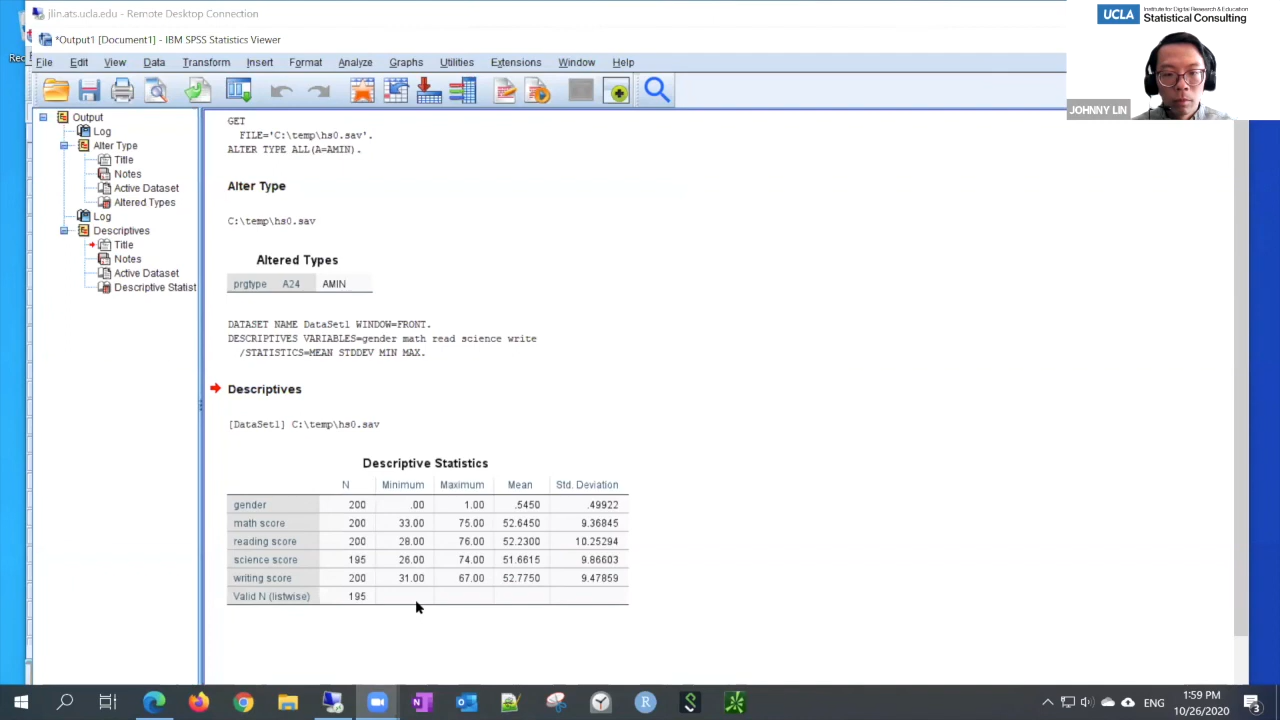 jlin.ats.ucla.edu - Remote Desktop Connection
UCLA
Institute for Digital Research & Education
Statistical Consulting
*Output1 [Document1] - IBM SPSS Statistics Viewer
Rec
File Edit View Data Transform Insert Format Analyze Graphs Utilities Extensions Window Help
JOHNNY LIN
Output
Log
Alter Type
Title
Notes
Active Dataset
Altered Types
Log
Descriptives
Title
Notes
Active Dataset
Descriptive Statist
GET
FILE='C:\temp\hs0.sav'.
ALTER TYPE ALL(A=AMIN).
Alter Type
C:\temp\hs0.sav
Altered Types
prgtype A24 AMIN
DATASET NAME DataSet1 WINDOW=FRONT.
DESCRIPTIVES VARIABLES=gender math read science write
/STATISTICS=MEAN STDDEV MIN MAX.
Descriptives
[DataSet1] C:\temp\hs0.sav
Descriptive Statistics
N Minimum Maximum Mean Std. Deviation
gender 200 .00 1.00 .5450 .49922
math score 200 33.00 75.00 52.6450 9.36845
reading score 200 28.00 76.00 52.2300 10.25294
science score 195 26.00 74.00 51.6615 9.86603
writing score 200 31.00 67.00 52.7750 9.47859
Valid N (listwise) 195
ENG
1:59 PM
10/26/2020
3